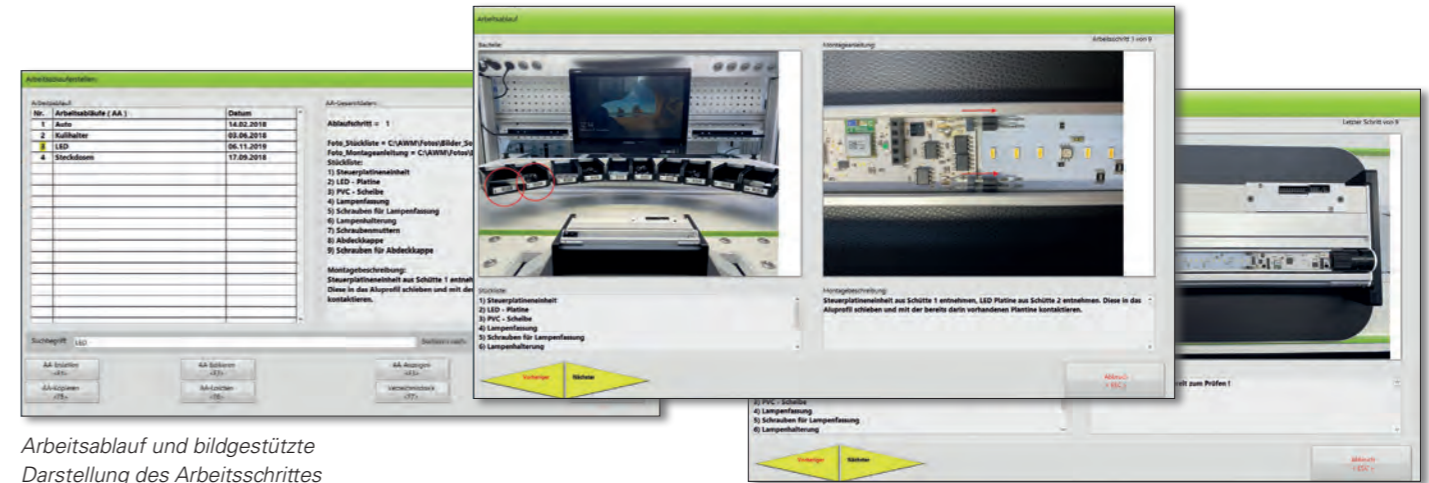 Arbeitsablauferstellen:
Arbeitsablauf:
Nr. Arbeitsabläufe ( AA ) Datum
1 Auto 14.02.2018
2 Kulihalter 03.06.2018
3 LED 06.11.2019
4 Steckdosem 17.09.2018
Suchbegriff: LED
AA-Erstellen
AA-Editieren
AA-Anzeigen
AA-Kopieren
AA-Löschen
Verzeichnisdruck
AA-Gesamtdaten:
Ablaufschritt = 1
Foto_Stückliste = C:\AWM\Fotos\Bilder_Se
Foto_Montageanleitung = C:\AWM\Fotos\B
Stückliste:
1) Steuerplatineneinheit
2) LED - Platine
3) PVC - Scheibe
4) Lampenfassung
5) Schrauben für Lampenfassung
6) Lampenhalterung
7) Schraubenmuttern
8) Abdeckkappe
9) Schrauben für Abdeckkappe
Montagebeschreibung:
Steuerplatineneinheit aus Schütte 1 entneh
Diese in das Aluprofil schieben und mit der
kontaktieren.
Arbeitsablauf
Arbeitsschritt 3 von 9
Bauteile:
Montageanleitung:
Stückliste:
1) Steuerplatineneinheit
2) LED - Platine
3) PVC - Scheibe
4) Lampenfassung
5) Schrauben für Lampenfassung
6) Lampenhalterung
Montagebeschreibung:
Steuerplatineneinheit aus Schütte 1 entnehmen, LED Platine aus Schütte 2 entnehmen. Diese in das
Aluprofil schieben und mit der bereits darin vorhandenen Plantine kontaktieren.
Vorheriger Nächster
Abbruch
< ESC >
Letzter Schritt von 9
eit zum Prüfen !
3) PVC - Scheibe
4) Lampenfassung
5) Schrauben für Lampenfassung
6) Lampenhalterung
Vorheriger Nächster
Abbruch
< ESC >
Arbeitsablauf und bildgestützte
Darstellung des Arbeitsschrittes